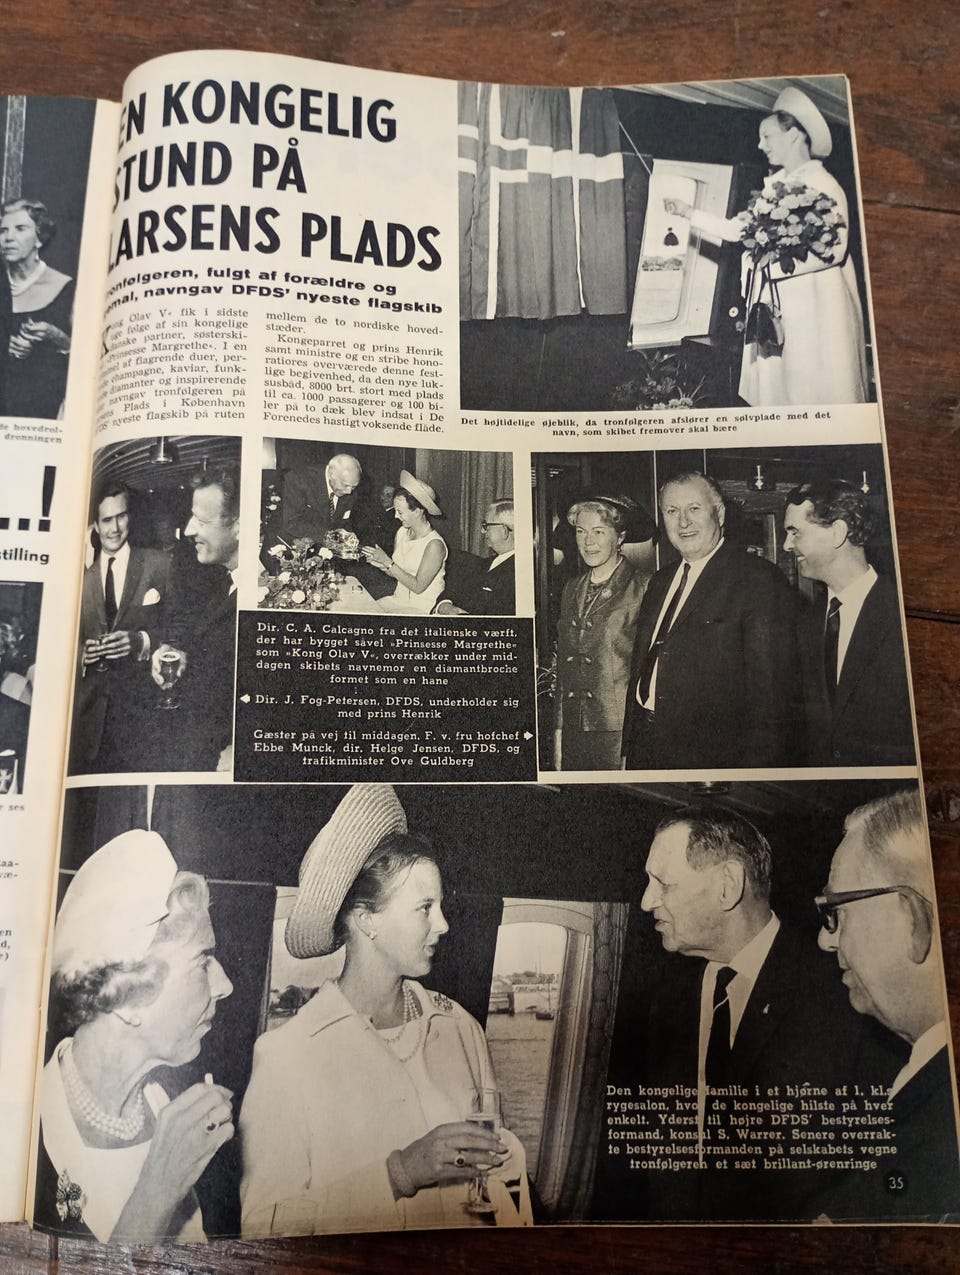 EN KONGELIG
STUND PÅ
LARSENS PLADS
ronfølgeren, fulgt af forældre og
emal, navngav DFDS' nyeste flagskib
Olav V« fik i sidste
følge af sin kongelige
danske partner, søsterski-
»Prinsesse Margrethe«. I en
af flagrende duer, per-
champagne, kaviar, funk-
diamanter og inspirerende
navngav tronfølgeren på
Plads i København
DFDS' nyeste flagskib på ruten
mellem de to nordiske hoved-
stæder.
Kongeparret og prins Henrik
samt ministre og en stribe hono-
ratiores overværede denne fest-
lige begivenhed, da den nye luk-
susbåd, 8000 brt. stort med plads
til ca. 1000 passagerer og 100 bi-
ler på to dæk blev indsat i De
Forenedes hastigt voksende flåde.
Det højtidelige øjeblik, da tronfølgeren afslører en sølvplade med det
navn, som skibet fremover skal bære
de hovedrol-
dronningen
...!
stilling
Dir. C. A. Calcagno fra det italienske værft,
der har bygget såvel »Prinsesse Margrethe«
som »Kong Olav V«, overrækker under mid-
dagen skibets navnemor en diamantbroche
formet som en hane
Dir. J. Fog-Petersen, DFDS, underholder sig
med prins Henrik
Gæster på vej til middagen. F. v. fru hofchef
Ebbe Munck, dir. Helge Jensen, DFDS, og
trafikminister Ove Guldberg
ses
Den kongelige familie i et hjørne af 1. kl.s
rygesalon, hvo de kongelige hilste på hver
enkelt. Yderst til højre DFDS' bestyrelses-
formand, konsul S. Warrer. Senere overrak-
te bestyrelsesformanden på selskabets vegne
tronfølgeren et sæt brillant-ørenringe
35